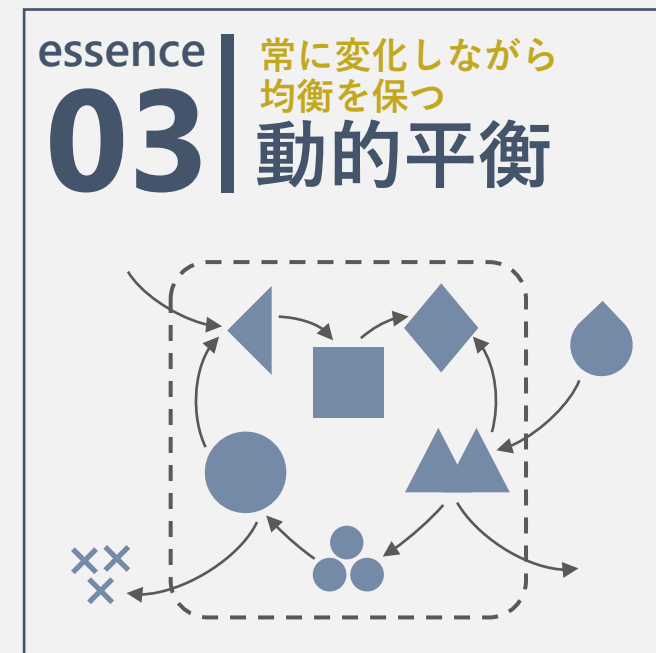 essence
03
常に変化しながら
均衡を保つ
動的平衡